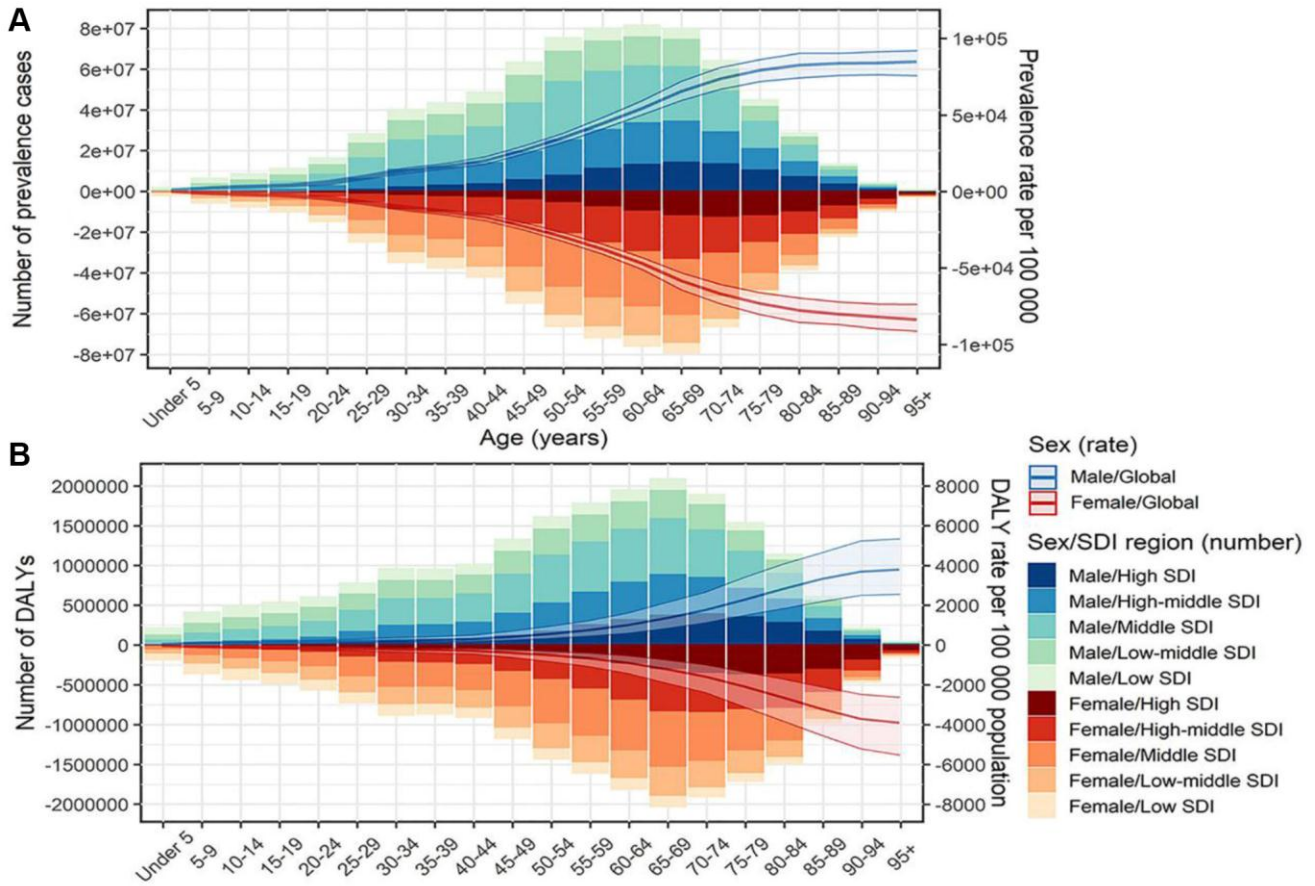 A
Number of prevalence cases
8e+07
6e+07
4e+07
2e+07
0e+00
-2e+07
-4e+07
-6e+07
-8e+07
1e+05
5e+04
0e+00
-5e+04
-1e+05
Prevalence rate per 100 000
Under 5
5-9
10-14
15-19
20-24
25-29
30-34
35-39
40-44
45-49
50-54
55-59
60-64
65-69
70-74
75-79
80-84
85-89
90-94
95+
Age (years)
B
Number of DALYs
2000000
1500000
1000000
500000
0
-500000
-1000000
-1500000
-2000000
8000
6000
4000
2000
0
-2000
-4000
-6000
-8000
DALY rate per 100 000 population
Under 5
5-9
10-14
15-19
20-24
25-29
30-34
35-39
40-44
45-49
50-54
55-59
60-64
65-69
70-74
75-79
80-84
85-89
90-94
95+
Sex (rate)
Male/Global
Female/Global
Sex/SDI region (number)
Male/High SDI
Male/High-middle SDI
Male/Middle SDI
Male/Low-middle SDI
Male/Low SDI
Female/High SDI
Female/High-middle SDI
Female/Middle SDI
Female/Low-middle SDI
Female/Low SDI